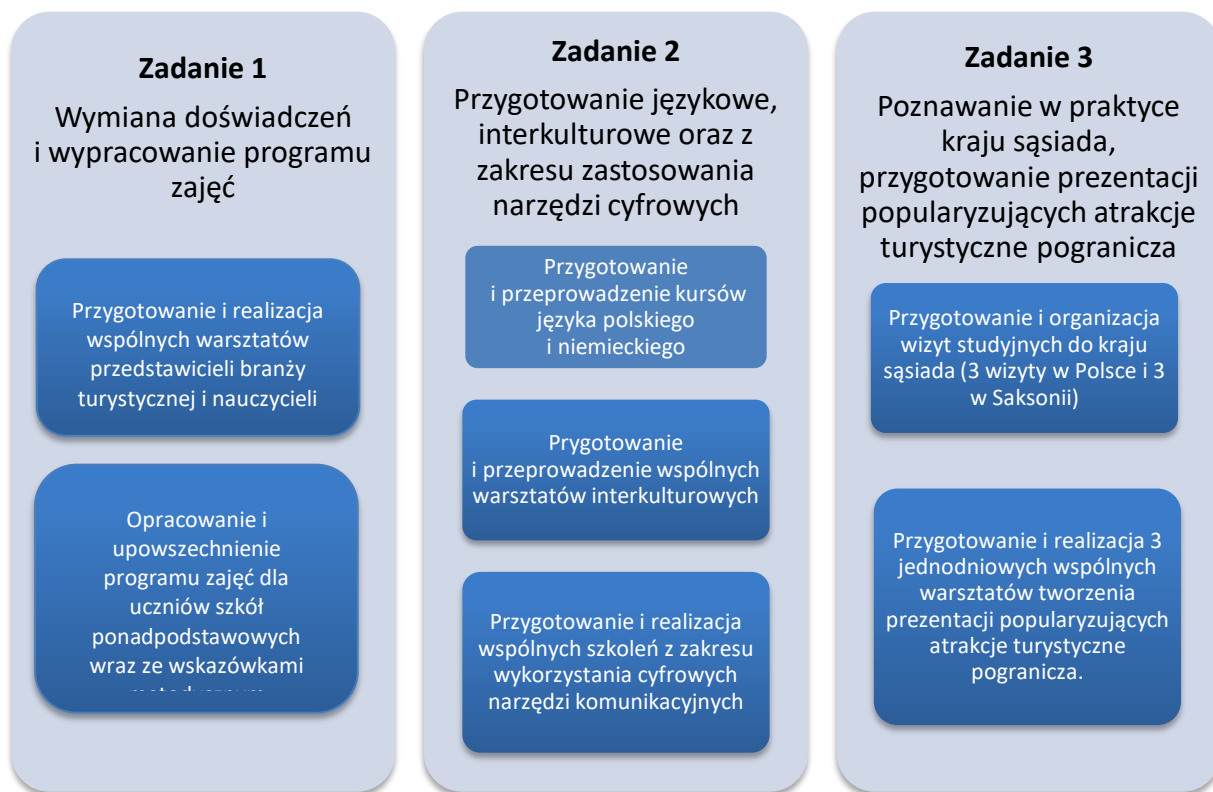 Zadanie 1
Wymiana doświadczeń
i wypracowanie programu
zajęć
Przygotowanie i realizacja
wspólnych warsztatów
przedstawicieli branży
turystycznej i nauczycieli
Opracowanie i
upowszechnienie
programu zajęć dla
uczniów szkół
ponadpodstawowych
wraz ze wskazówkami
Zadanie 2
Przygotowanie językowe,
interkulturowe oraz z
zakresu zastosowania
narzędzi cyfrowych
Przygotowanie
i przeprowadzenie kursów
języka polskiego
i niemieckiego
Prygotowanie
i przeprowadzenie wspólnych
warsztatów interkulturowych
Przygotowanie i realizacja
wspólnych szkoleń z zakresu
wykorzystania cyfrowych
narzędzi komunikacyjnych
Zadanie 3
Poznawanie w praktyce
kraju sąsiada,
przygotowanie prezentacji
popularyzujących atrakcje
turystyczne pogranicza
Przygotowanie i organizacja
wizyt studyjnych do kraju
sąsiada (3 wizyty w Polsce i 3
w Saksonii)
Przygotowanie i realizacja 3
jednodniowych wspólnych
warsztatów tworzenia
prezentacji popularyzujących
atrakcje turystyczne
pogranicza.